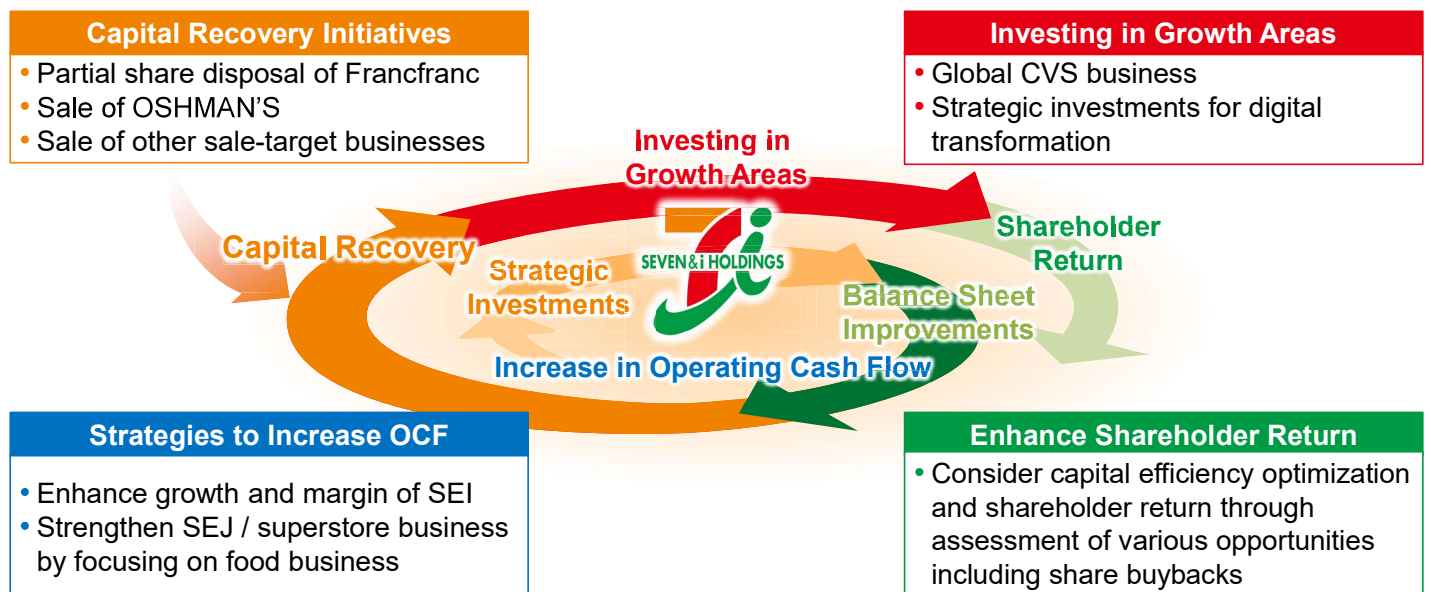 Capital Recovery Initiatives
• Partial share disposal of Francfranc
• Sale of OSHMAN'S
• Sale of other sale-target businesses
Investing in Growth Areas
• Global CVS business
• Strategic investments for digital
transformation
Investing in
Growth Areas
Capital Recovery
Shareholder
Return
SEVEN&i HOLDINGS
Strategic
Investments
Balance Sheet
Improvements
Increase in Operating Cash Flow
Strategies to Increase OCF
• Enhance growth and margin of SEI
• Strengthen SEJ / superstore business
by focusing on food business
Enhance Shareholder Return
• Consider capital efficiency optimization
and shareholder return through
assessment of various opportunities
including share buybacks